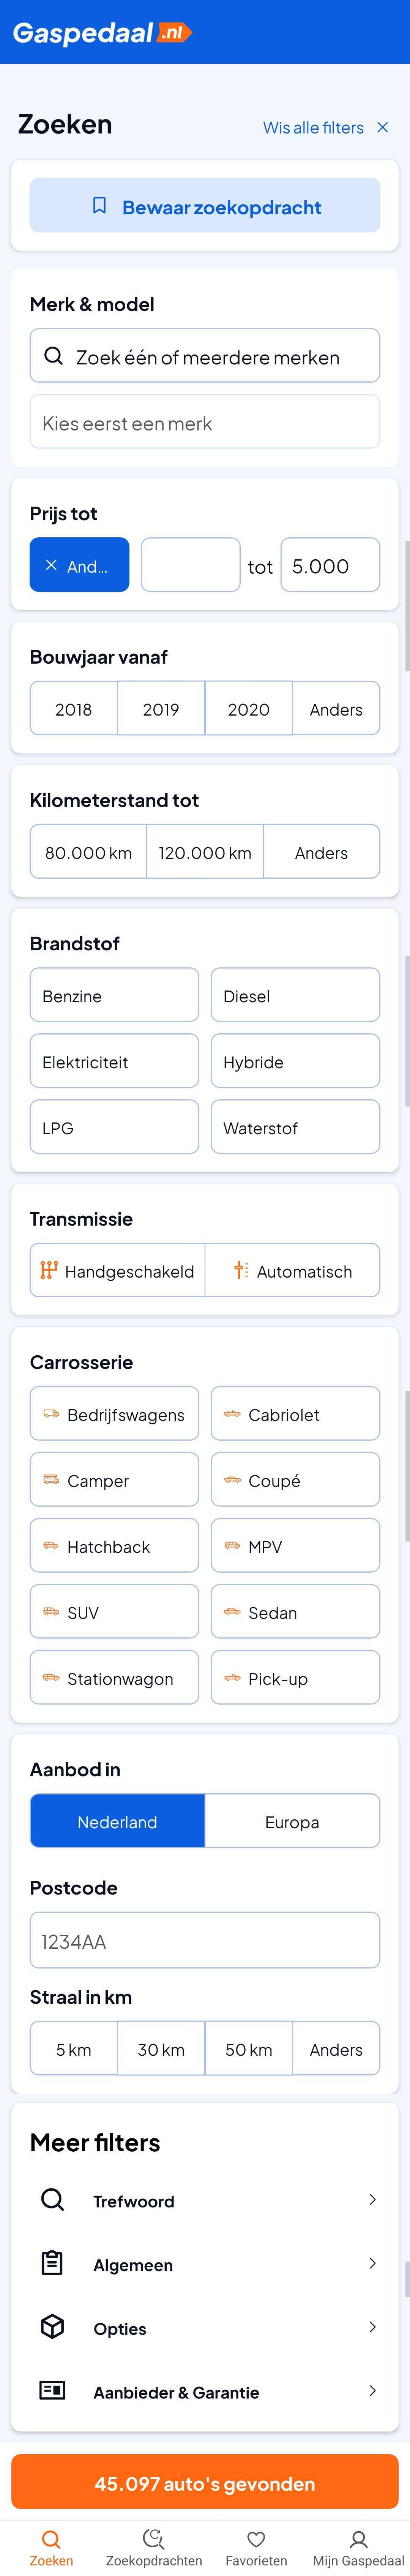 Gaspedaal.nl
Zoeken
Wis alle filters
Bewaar zoekopdracht
Merk & model
Zoek één of meerdere merken
Kies eerst een merk
Prijs tot
And... tot 5.000
Bouwjaar vanaf
2018 2019 2020 Anders
Kilometerstand tot
80.000 km 120.000 km Anders
Brandstof
Benzine Diesel
Elektriciteit Hybride
LPG Waterstof
Transmissie
Handgeschakeld Automatisch
Carrosserie
Bedrijfswagens Cabriolet
Camper Coupé
Hatchback MPV
SUV Sedan
Stationwagon Pick-up
Aanbod in
Nederland Europa
Postcode
1234AA
Straal in km
5 km 30 km 50 km Anders
Meer filters
Trefwoord
Algemeen
Opties
Aanbieder & Garantie
45.097 auto's gevonden
Zoeken Zoekopdrachten Favorieten Mijn Gaspedaal